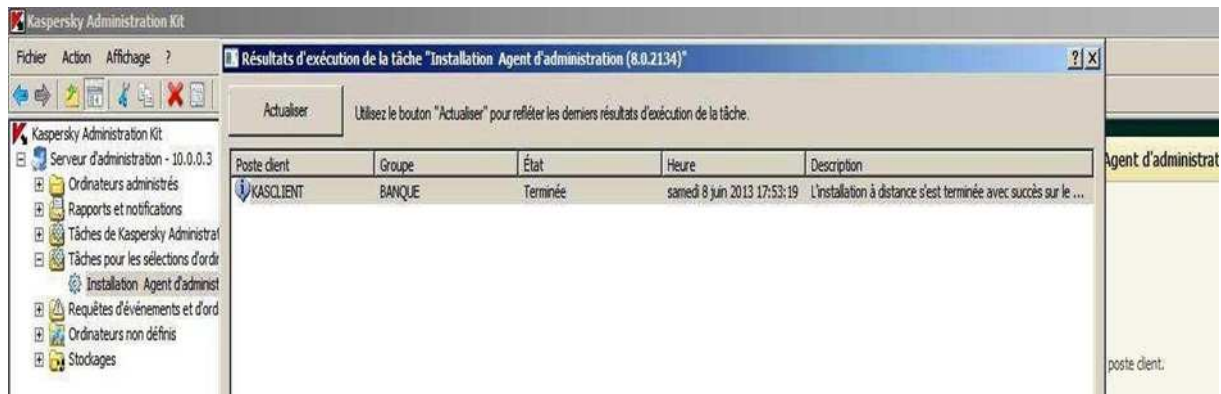 Kaspersky Administration Kit
Fichier Action Affichage ?
Résultats d'exécution de la tâche "Installation Agent d'administration (8.0.2134)"
Actualiser
Utilisez le bouton "Actualiser" pour refléter les derniers résultats d'exécution de la tâche.
Kaspersky Administration Kit
Serveur d'administration - 10.0.0.3
Ordinateurs administrés
Rapports et notifications
Tâches de Kaspersky Administrat
Tâches pour les sélections d'ordi
Installation Agent d'administ
Requêtes d'événements et d'ord
Ordinateurs non définis
Stockages
Poste client Groupe État Heure Description
KASCLIENT BANQUE Terminée samedi 8 juin 2013 17:53:19 L'installation à distance s'est terminée avec succès sur le ...
Agent d'administrat
poste client.